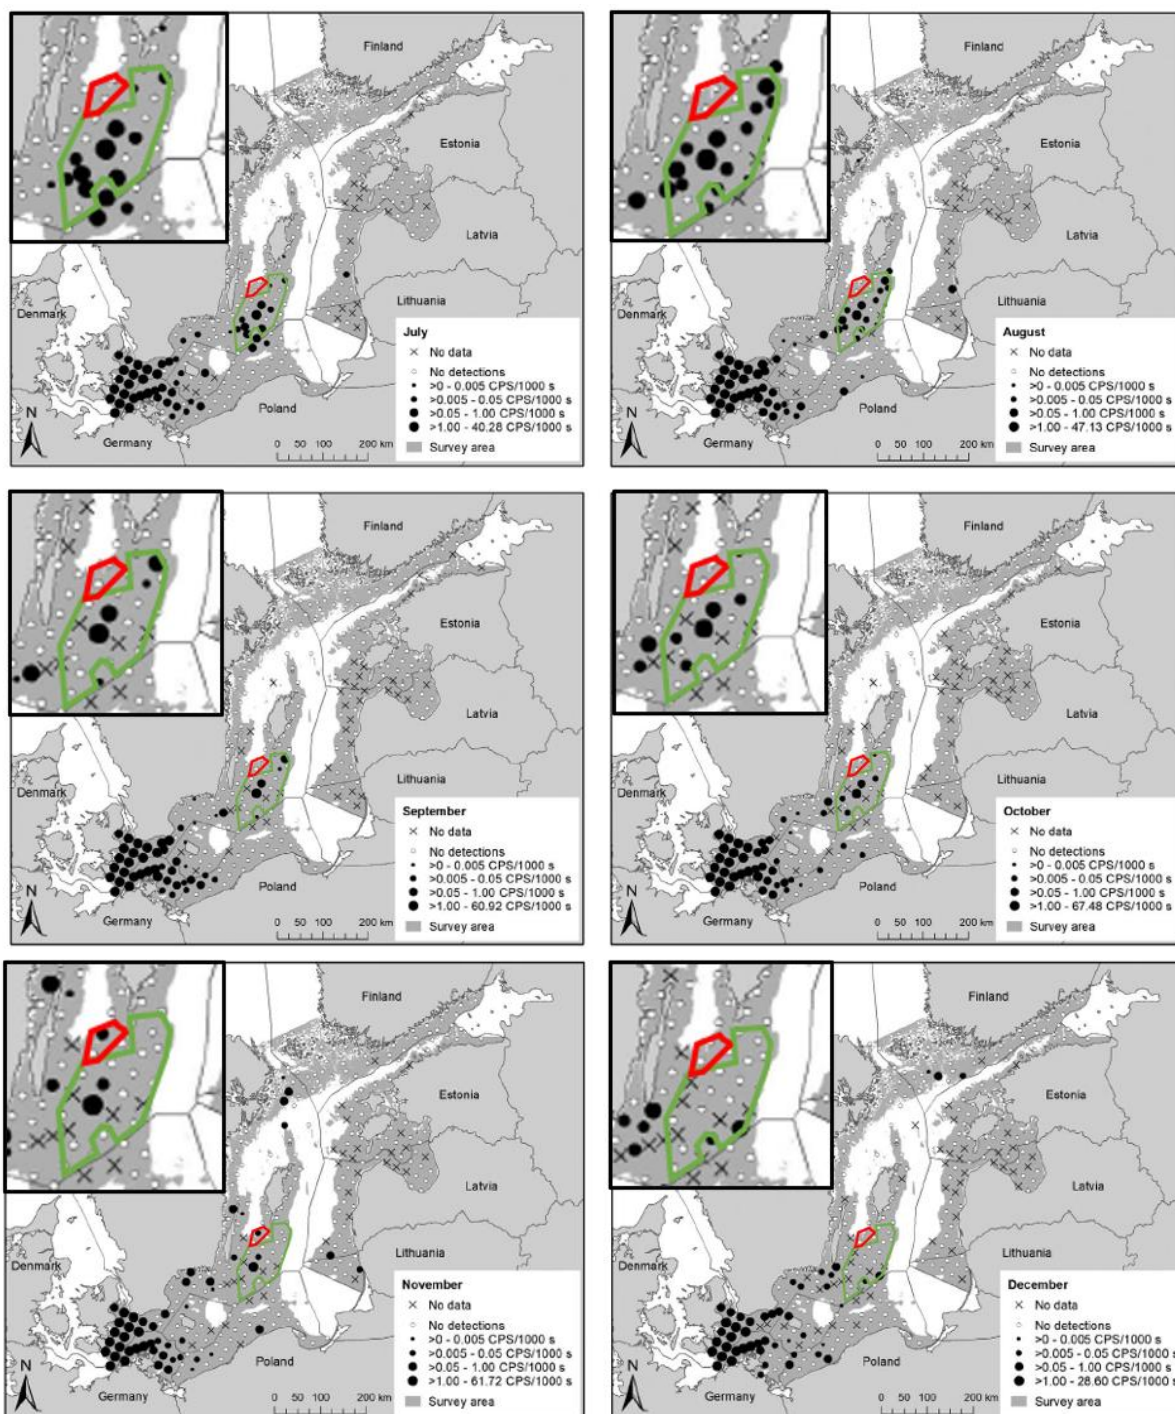 Finland
Estonia
Latvia
Lithuania
Denmark
Poland
Germany
N
0 100 200 km
July
No data
No detections
>0 - 0.005 CPS/1000 s
>0.005 - 0.05 CPS/1000 s
>0.05 - 1.00 CPS/1000 s
>1.00 - 40.28 CPS/1000 s
Survey area
Finland
Estonia
Latvia
Lithuania
Denmark
Poland
Germany
N
0 100 200 km
August
No data
No detections
>0 - 0.005 CPS/1000 s
>0.005 - 0.05 CPS/1000 s
>0.05 - 1.00 CPS/1000 s
>1.00 - 47.13 CPS/1000 s
Survey area
Finland
Estonia
Latvia
Lithuania
Denmark
Poland
Germany
N
0 100 200 km
September
No data
No detections
>0 - 0.005 CPS/1000 s
>0.005 - 0.05 CPS/1000 s
>0.05 - 1.00 CPS/1000 s
>1.00 - 60.92 CPS/1000 s
Survey area
Finland
Estonia
Latvia
Lithuania
Denmark
Poland
Germany
N
0 100 200 km
October
No data
No detections
>0 - 0.005 CPS/1000 s
>0.005 - 0.05 CPS/1000 s
>0.05 - 1.00 CPS/1000 s
>1.00 - 67.48 CPS/1000 s
Survey area
Finland
Estonia
Latvia
Lithuania
Denmark
Poland
Germany
N
0 100 200 km
November
No data
No detections
>0 - 0.005 CPS/1000 s
>0.005 - 0.05 CPS/1000 s
>0.05 - 1.00 CPS/1000 s
>1.00 - 61.72 CPS/1000 s
Survey area
Finland
Estonia
Latvia
Lithuania
Denmark
Poland
Germany
N
0 100 200 km
December
No data
No detections
>0 - 0.005 CPS/1000 s
>0.005 - 0.05 CPS/1000 s
>0.05 - 1.00 CPS/1000 s
>1.00 - 28.60 CPS/1000 s
Survey area